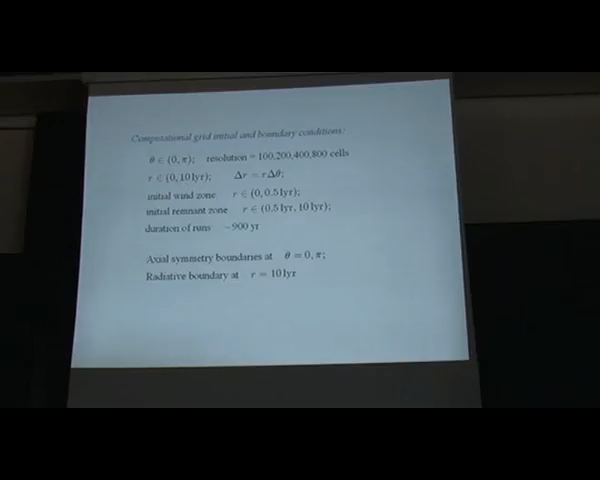 Computational grid initial and boundary conditions:
θ ∈ (0, π); resolution = 100,200,400,800 cells
r ∈ (0, 10 lyr); Δr = rΔθ;
initial wind zone r ∈ (0, 0.5 lyr);
initial remnant zone r ∈ (0.5 lyr, 10 lyr);
duration of runs ~900 yr
Axial symmetry boundaries at θ = 0, π;
Radiative boundary at r = 10 lyr